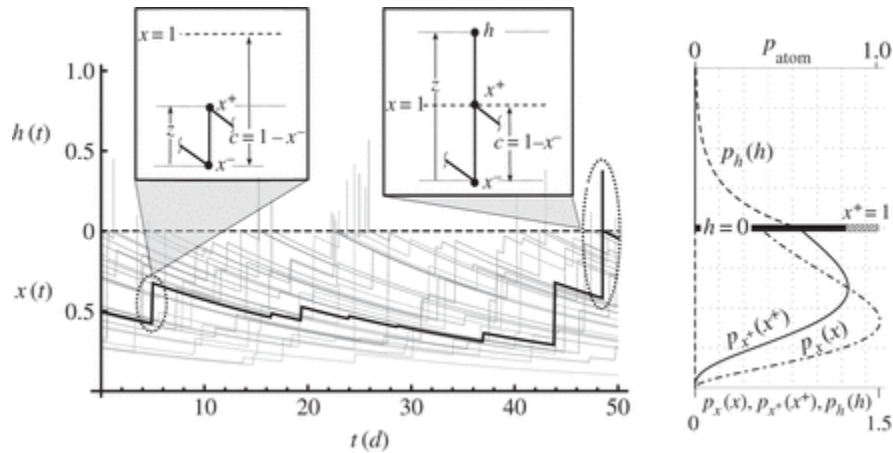 x = 1
x⁺
z
c = 1 – x⁻
x⁻
h
z
x = 1
x⁺
c = 1–x⁻
x⁻
1.0
h (t)
0.5
0
x (t)
0.5
10
20
30
40
50
t (d)
0
p_atom
1.0
p_h(h)
x⁺ = 1
h = 0
p_x⁺(x⁺)
p_x(x)
p_x(x), p_x⁺(x⁺), p_h(h)
0
1.5